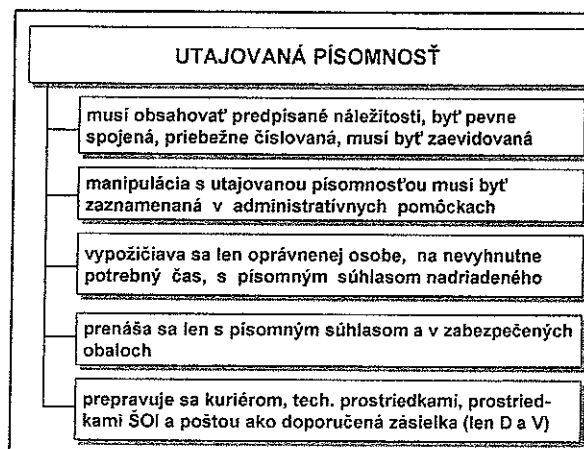 UTAJOVANÁ PÍSOMNOSŤ
musí obsahovať predpísané náležitosti, byť pevne
spojená, priebežne číslovaná, musí byť zaevidovaná
manipulácia s utajovanou písomnosťou musí byť
zaznamenaná v administratívnych pomôckach
vypožičiava sa len oprávnenej osobe, na nevyhnutne
potrebný čas, s písomným súhlasom nadriadeného
prenáša sa len s písomným súhlasom a v zabezpečených
obaloch
prepravuje sa kuriérom, tech. prostriedkami, prostried-
kami ŠOI a poštou ako doporučená zásielka (len D a V)